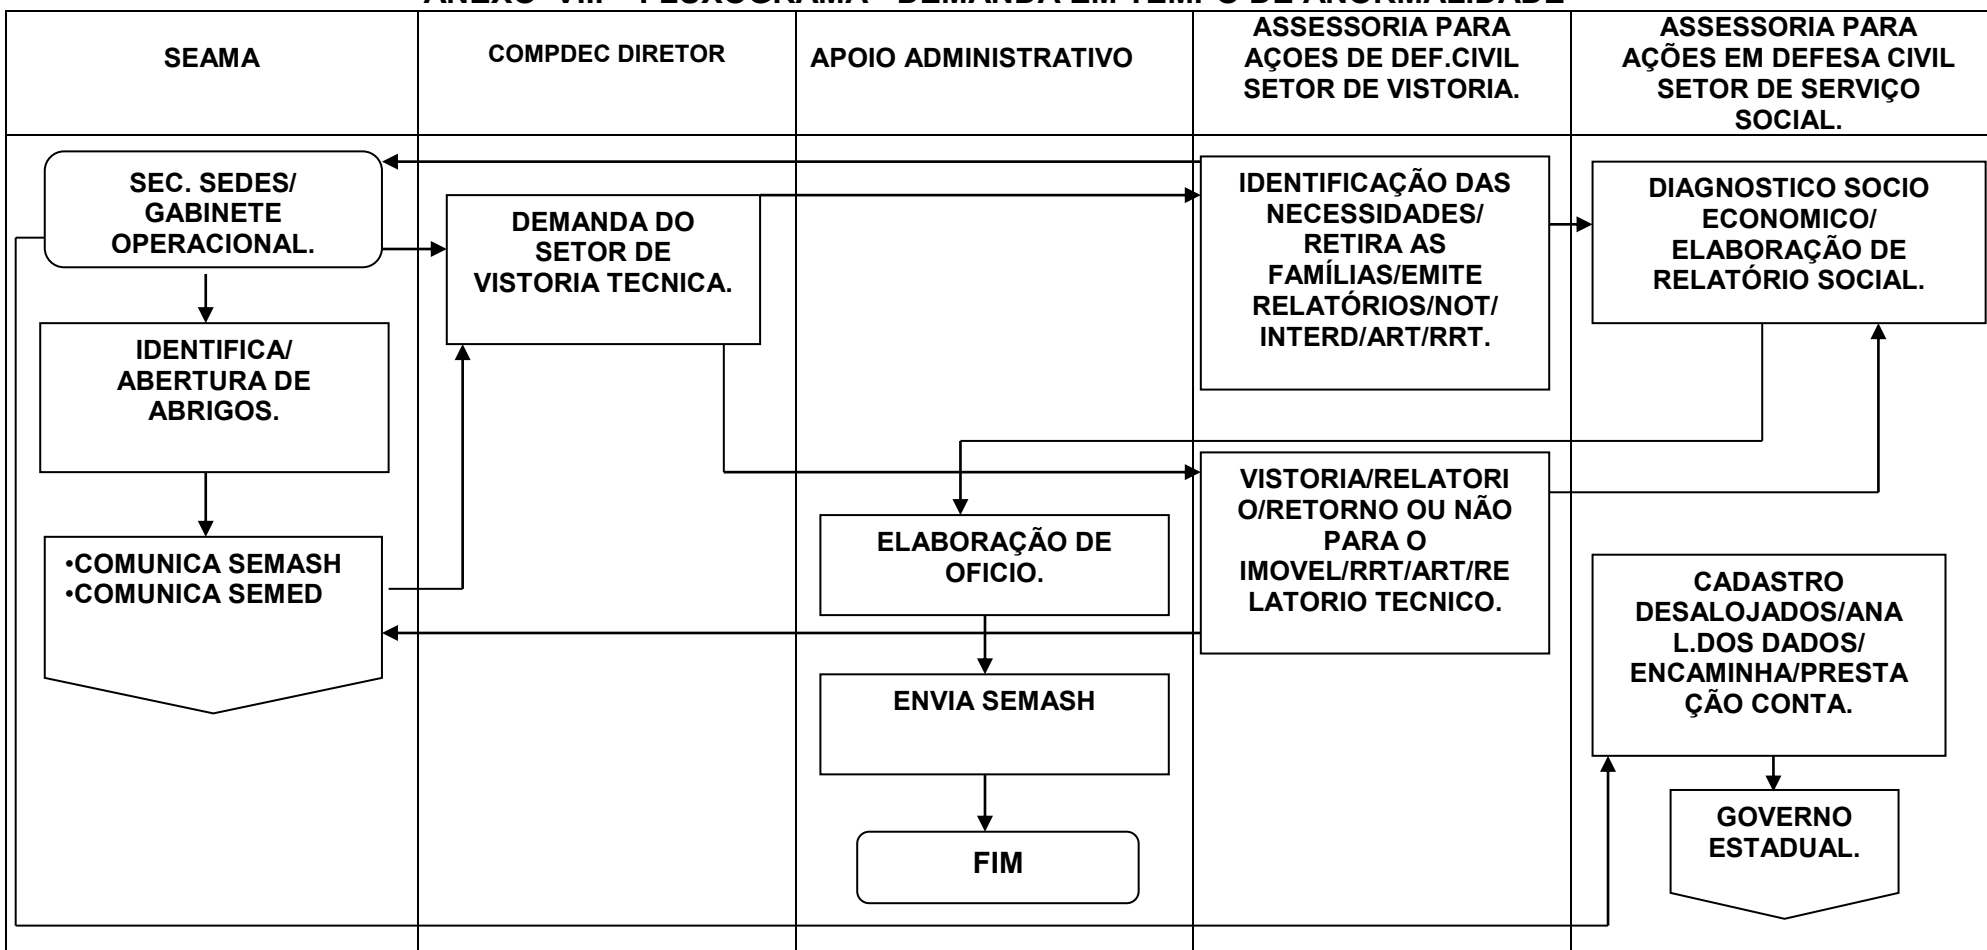 SEAMA
COMPDEC DIRETOR
APOIO ADMINISTRATIVO
ASSESSORIA PARA
AÇOES DE DEF.CIVIL
SETOR DE VISTORIA.
ASSESSORIA PARA
AÇÕES EM DEFESA CIVIL
SETOR DE SERVIÇO
SOCIAL.
SEC. SEDES/
GABINETE
OPERACIONAL.
DEMANDA DO
SETOR DE
VISTORIA TECNICA.
IDENTIFICAÇÃO DAS
NECESSIDADES/
RETIRA AS
FAMÍLIAS/EMITE
RELATÓRIOS/NOT/
INTERD/ART/RRT.
DIAGNOSTICO SOCIO
ECONOMICO/
ELABORAÇÃO DE
RELATÓRIO SOCIAL.
IDENTIFICA/
ABERTURA DE
ABRIGOS.
•COMUNICA SEMASH
•COMUNICA SEMED
ELABORAÇÃO DE
OFICIO.
VISTORIA/RELATORI
O/RETORNO OU NÃO
PARA O
IMOVEL/RRT/ART/RE
LATORIO TECNICO.
CADASTRO
DESALOJADOS/ANA
L.DOS DADOS/
ENCAMINHA/PRESTA
ÇÃO CONTA.
ENVIA SEMASH
GOVERNO
ESTADUAL.
FIM